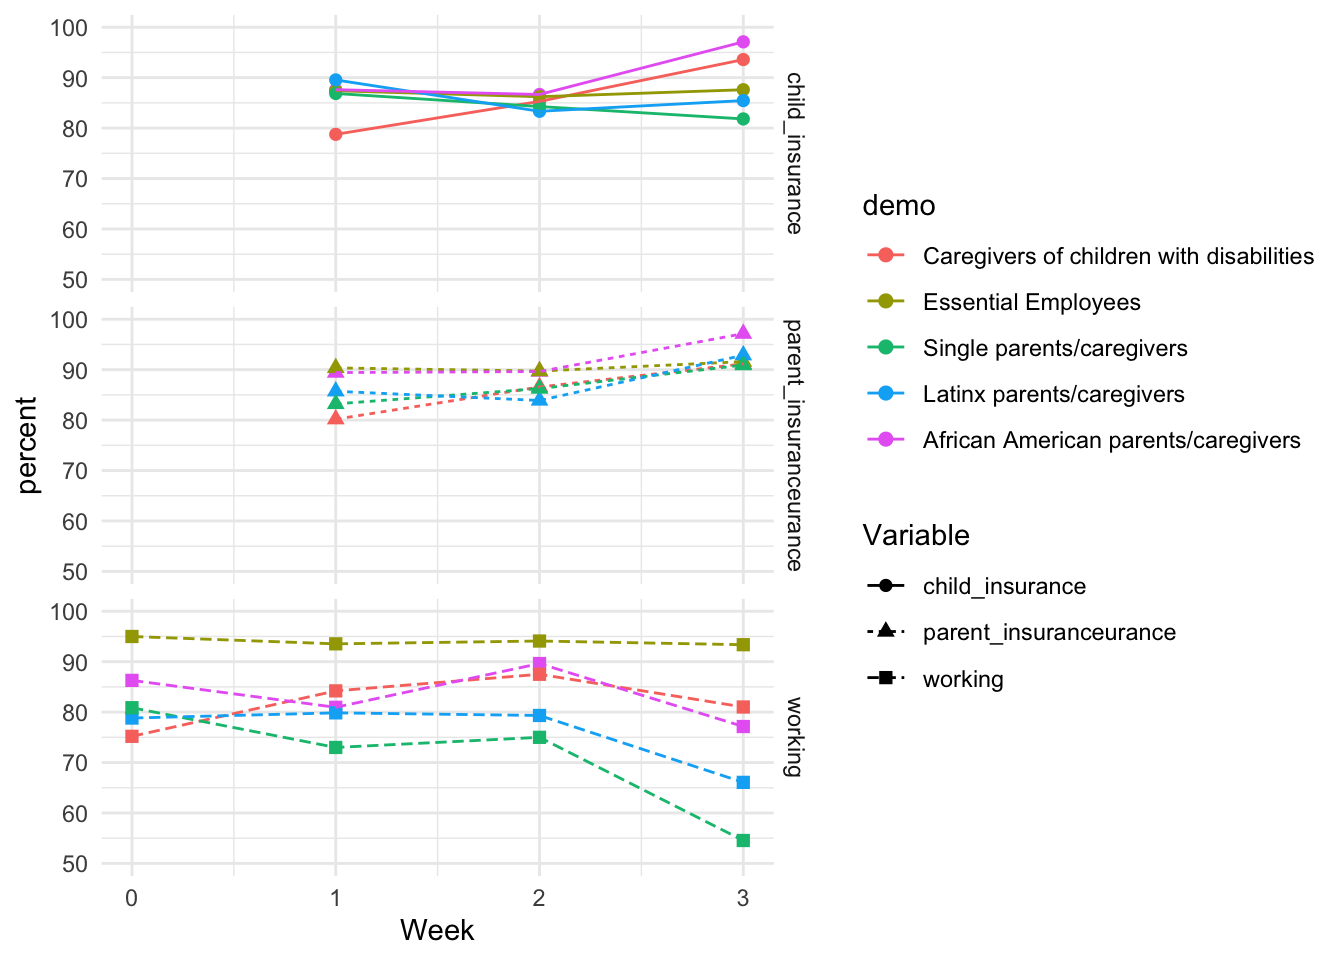 100
90
80
70
60
50
child_insurance
100
90
80
70
60
50
parent_insuranceurance
100
90
80
70
60
50
working
0 1 2 3
Week
percent
demo
Caregivers of children with disabilities
Essential Employees
Single parents/caregivers
Latinx parents/caregivers
African American parents/caregivers
Variable
child_insurance
parent_insuranceurance
working